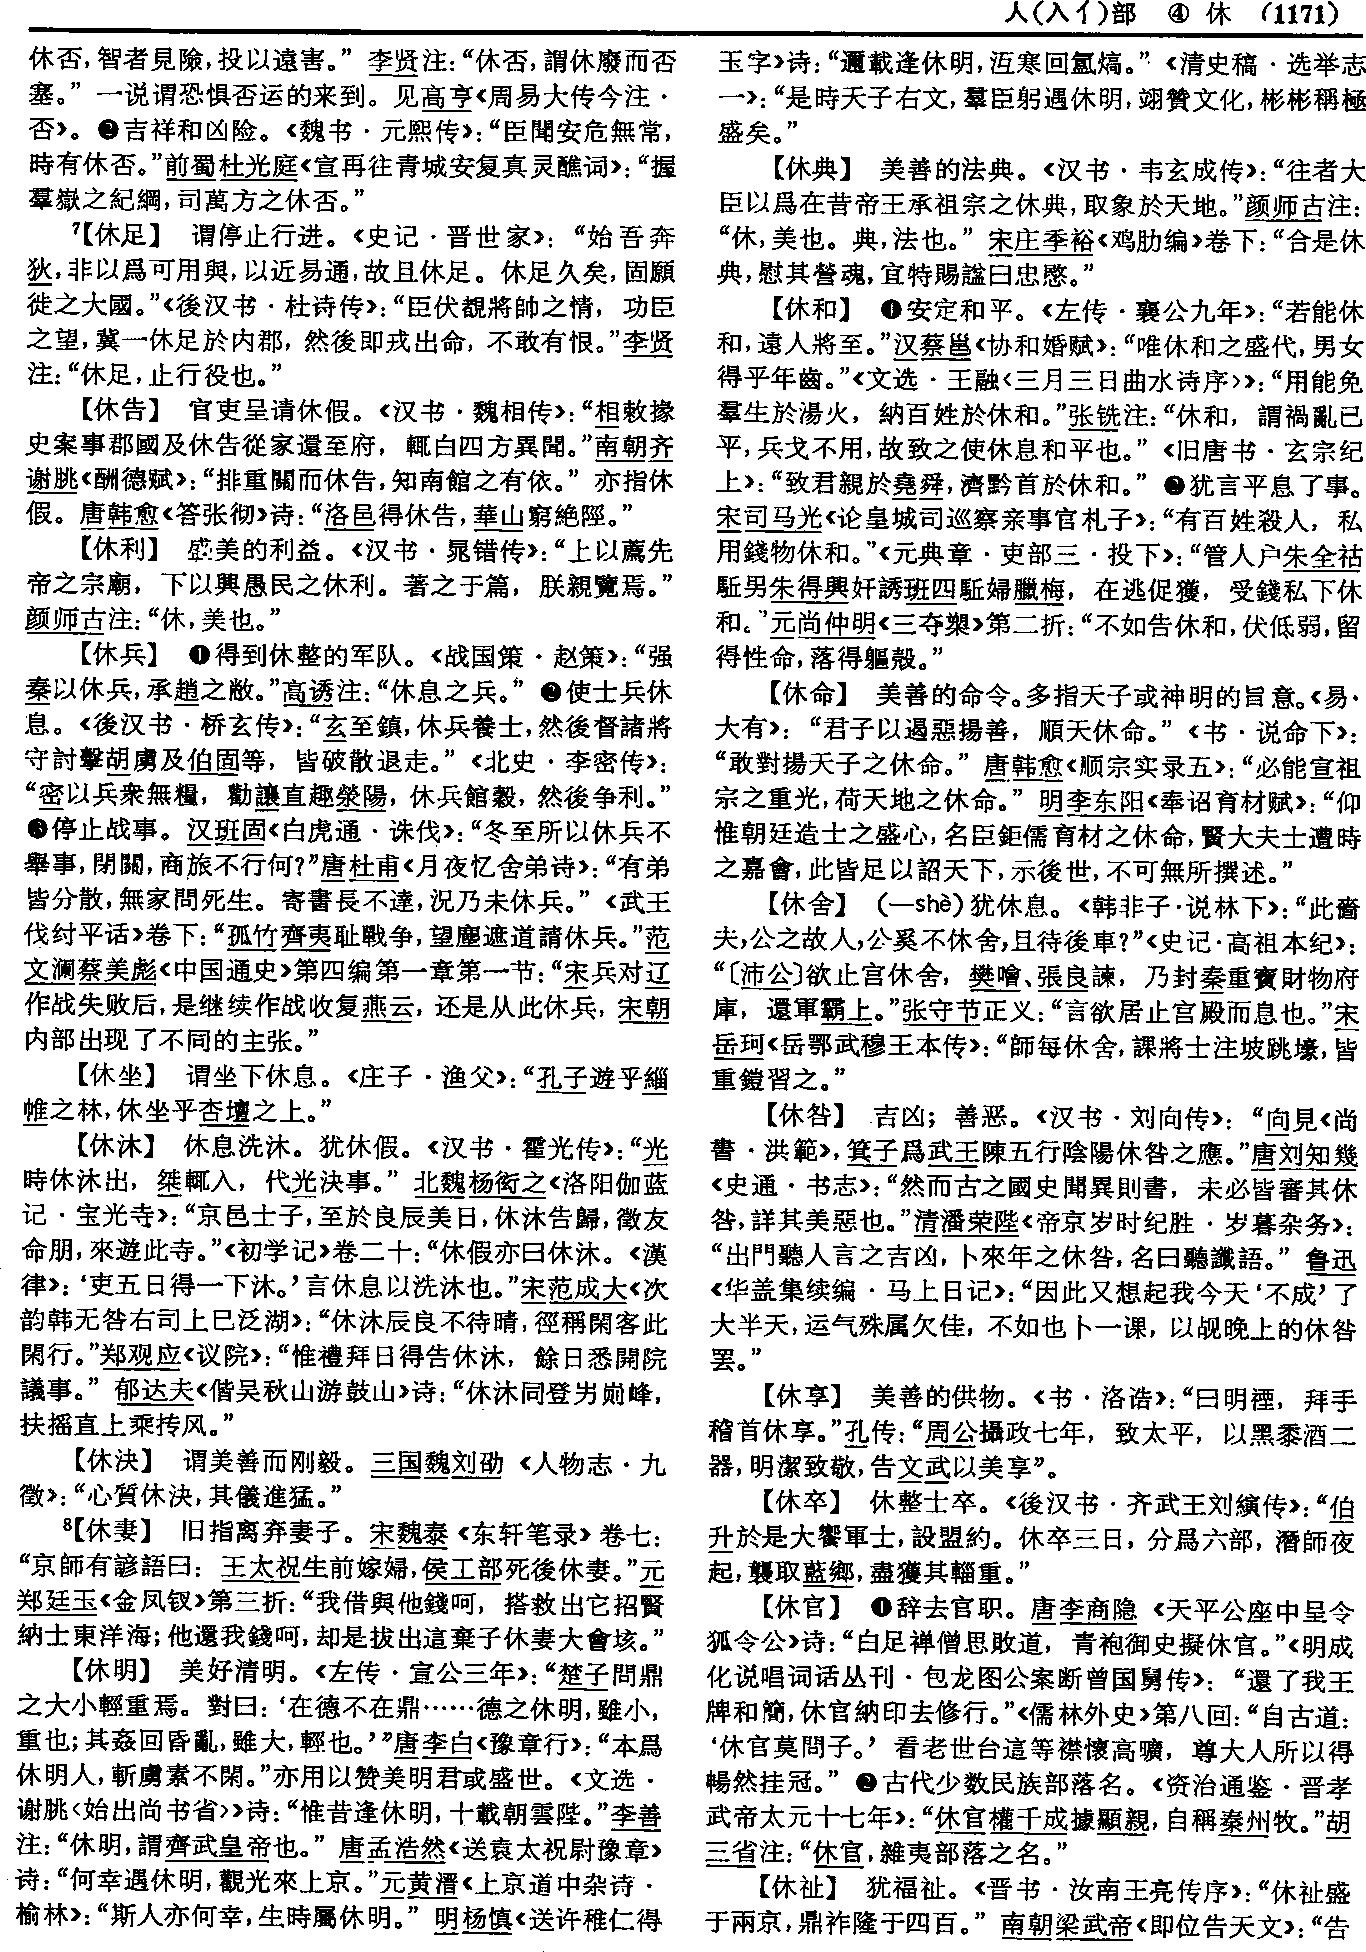 人(入亻)部　④　休　(1171)
休否，智者見險，投以遠害。”李贤注：“休否，謂休廢而否
塞。”一说谓恐惧否运的来到。见高亨《周易大传今注·
否》。❷吉祥和凶险。《魏书·元熙传》：“臣聞安危無常，
時有休否。”前蜀杜光庭《宣再往青城安复真灵醮词》：“握
羣嶽之紀綱，司萬方之休否。”
7【休足】　谓停止行进。《史记·晋世家》：“始吾奔
狄，非以爲可用與，以近易通，故且休足。休足久矣，固願
徙之大國。”《後汉书·杜诗传》：“臣伏覩將帥之情，功臣
之望，冀一休足於内郡，然後即戎出命，不敢有恨。”李贤
注：“休足，止行役也。”
【休告】　官吏呈请休假。《汉书·魏相传》：“相敕掾
史案事郡國及休告從家還至府，輒白四方異聞。”南朝齐
谢朓《酬德赋》：“排重關而休告，知南館之有依。”亦指休
假。唐韩愈《答张彻》诗：“洛邑得休告，華山窮絶陘。”
【休利】　盛美的利益。《汉书·晁错传》：“上以薦先
帝之宗廟，下以興愚民之休利。著之于篇，朕親覽焉。”
颜师古注：“休，美也。”
【休兵】　❶得到休整的军队。《战国策·赵策》：“强
秦以休兵，承趙之敝。”高诱注：“休息之兵。”❷使士兵休
息。《後汉书·桥玄传》：“玄至鎮，休兵養士，然後督諸將
守討擊胡虜及伯固等，皆破散退走。”《北史·李密传》：
“密以兵衆無糧，勸讓直趣滎陽，休兵館穀，然後争利。”
❸停止战事。汉班固《白虎通·诛伐》：“冬至所以休兵不
舉事，閉關，商旅不行何？”唐杜甫《月夜忆舍弟诗》：“有弟
皆分散，無家問死生。寄書長不達，況乃未休兵。”《武王
伐纣平话》卷下：“孤竹齊夷耻戰争，望塵遮道請休兵。”范
文澜蔡美彪《中国通史》第四编第一章第一节：“宋兵对辽
作战失败后，是继续作战收复燕云，还是从此休兵，宋朝
内部出现了不同的主张。”
【休坐】　谓坐下休息。《庄子·渔父》：“孔子遊乎緇
帷之林，休坐乎杏壇之上。”
【休沐】　休息洗沐。犹休假。《汉书·霍光传》：“光
時休沐出，桀輒入，代光決事。”北魏杨衒之《洛阳伽蓝
记·宝光寺》：“京邑士子，至於良辰美日，休沐告歸，徵友
命朋，來遊此寺。”《初学记》卷二十：“休假亦曰休沐。《漢
律》：‘吏五日得一下沐。’言休息以洗沐也。”宋范成大《次
韵韩无咎右司上巳泛湖》：“休沐辰良不待晴，徑稱閑客此
閑行。”郑观应《议院》：“惟禮拜日得告休沐，餘日悉開院
議事。”郁达夫《偕吴秋山游鼓山》诗：“休沐同登屴崱峰，
扶摇直上乘抟风。”
【休決】　谓美善而刚毅。三国魏刘劭《人物志·九
徵》：“心質休決，其儀進猛。”
8【休妻】　旧指离弃妻子。宋魏泰《东轩笔录》卷七：
“京師有諺語曰：王太祝生前嫁婦，侯工部死後休妻。”元
郑廷玉《金凤钗》第三折：“我借與他錢呵，搭救出它招賢
納士東洋海；他還我錢呵，却是拔出這棄子休妻大會垓。”
【休明】　美好清明。《左传·宣公三年》：“楚子問鼎
之大小輕重焉。對曰：‘在德不在鼎……德之休明，雖小，
重也；其姦回昏亂，雖大，輕也。’”唐李白《豫章行》：“本爲
休明人，斬虜素不閑。”亦用以赞美明君或盛世。《文选·
谢朓〈始出尚书省〉》诗：“惟昔逢休明，十載朝雲陛。”李善
注：“休明，謂齊武皇帝也。”唐孟浩然《送袁太祝尉豫章》
诗：“何幸遇休明，觀光來上京。”元黄溍《上京道中杂诗·
榆林》：“斯人亦何幸，生時屬休明。”明杨慎《送许稚仁得
玉字》诗：“邇載逢休明，沍寒回氲熇。”《清史稿·选举志
一》：“是時天子右文，羣臣躬遇休明，翊贊文化，彬彬稱極
盛矣。”
【休典】　美善的法典。《汉书·韦玄成传》：“往者大
臣以爲在昔帝王承祖宗之休典，取象於天地。”颜师古注：
“休，美也。典，法也。”宋庄季裕《鸡肋编》卷下：“合是休
典，慰其營魂，宜特賜諡曰忠愍。”
【休和】　❶安定和平。《左传·襄公九年》：“若能休
和，遠人將至。”汉蔡邕《协和婚赋》：“唯休和之盛代，男女
得乎年齒。”《文选·王融〈三月三日曲水诗序〉》：“用能免
羣生於湯火，納百姓於休和。”张铣注：“休和，謂禍亂已
平，兵戈不用，故致之使休息和平也。”《旧唐书·玄宗纪
上》：“致君親於堯舜，濟黔首於休和。”❷犹言平息了事。
宋司马光《论皇城司巡察亲事官札子》：“有百姓殺人，私
用錢物休和。”《元典章·吏部三·投下》：“管人户朱全祜
駈男朱得興奸誘班四駈婦臘梅，在逃促獲，受錢私下休
和。”元尚仲明《三夺槊》第二折：“不如告休和，伏低弱，留
得性命，落得軀殼。”
【休命】　美善的命令。多指天子或神明的旨意。《易·
大有》：“君子以遏惡揚善，順天休命。”《书·说命下》：
“敢對揚天子之休命。”唐韩愈《顺宗实录五》：“必能宣祖
宗之重光，荷天地之休命。”明李东阳《奉诏育材赋》：“仰
惟朝廷造士之盛心，名臣鉅儒育材之休命，賢大夫士遭時
之嘉會，此皆足以詔天下，示後世，不可無所撰述。”
【休舍】　(—shè)犹休息。《韩非子·说林下》：“此嗇
夫，公之故人，公奚不休舍，且待後車？”《史记·高祖本纪》：
“〔沛公〕欲止宫休舍，樊噲、張良諫，乃封秦重寶財物府
庫，還軍霸上。”张守节正义：“言欲居止宫殿而息也。”宋
岳珂《岳鄂武穆王本传》：“師每休舍，課將士注坡跳壕，皆
重鎧習之。”
【休咎】　吉凶；善恶。《汉书·刘向传》：“向見《尚
書·洪範》，箕子爲武王陳五行陰陽休咎之應。”唐刘知幾
《史通·书志》：“然而古之國史聞異則書，未必皆審其休
咎，詳其美惡也。”清潘荣陛《帝京岁时纪胜·岁暮杂务》：
“出門聽人言之吉凶，卜來年之休咎，名曰聽讖語。”鲁迅
《华盖集续编·马上日记》：“因此又想起我今天‘不成’了
大半天，运气殊属欠佳，不如也卜一课，以觇晚上的休咎
罢。”
【休享】　美善的供物。《书·洛诰》：“曰明禋，拜手
稽首休享。”孔传：“周公攝政七年，致太平，以黑黍酒二
器，明潔致敬，告文武以美享”。
【休卒】　休整士卒。《後汉书·齐武王刘縯传》：“伯
升於是大饗軍士，設盟約。休卒三日，分爲六部，潛師夜
起，襲取藍鄉，盡獲其輜重。”
【休官】　❶辞去官职。唐李商隐《天平公座中呈令
狐令公》诗：“白足禅僧思敗道，青袍御史擬休官。”《明成
化说唱词话丛刊·包龙图公案断曾国舅传》：“還了我王
牌和簡，休官納印去修行。”《儒林外史》第八回：“自古道：
‘休官莫問子。’看老世台這等襟懷高曠，尊大人所以得
暢然挂冠。”❷古代少数民族部落名。《资治通鉴·晋孝
武帝太元十七年》：“休官權千成據顯親，自稱秦州牧。”胡
三省注：“休官，雜夷部落之名。”
【休祉】　犹福祉。《晋书·汝南王亮传序》：“休祉盛
于兩京，鼎祚隆于四百。”南朝梁武帝《即位告天文》：“告